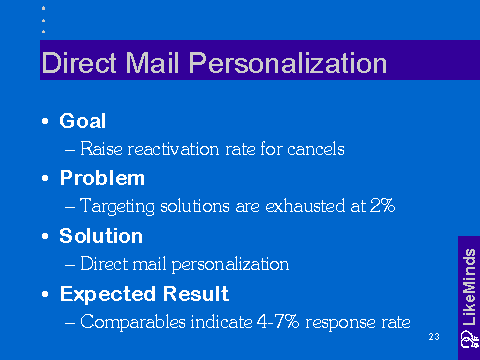 Direct Mail Personalization
• Goal
– Raise reactivation rate for cancels
• Problem
– Targeting solutions are exhausted at 2%
• Solution
– Direct mail personalization
• Expected Result
– Comparables indicate 4-7% response rate
LikeMinds
23